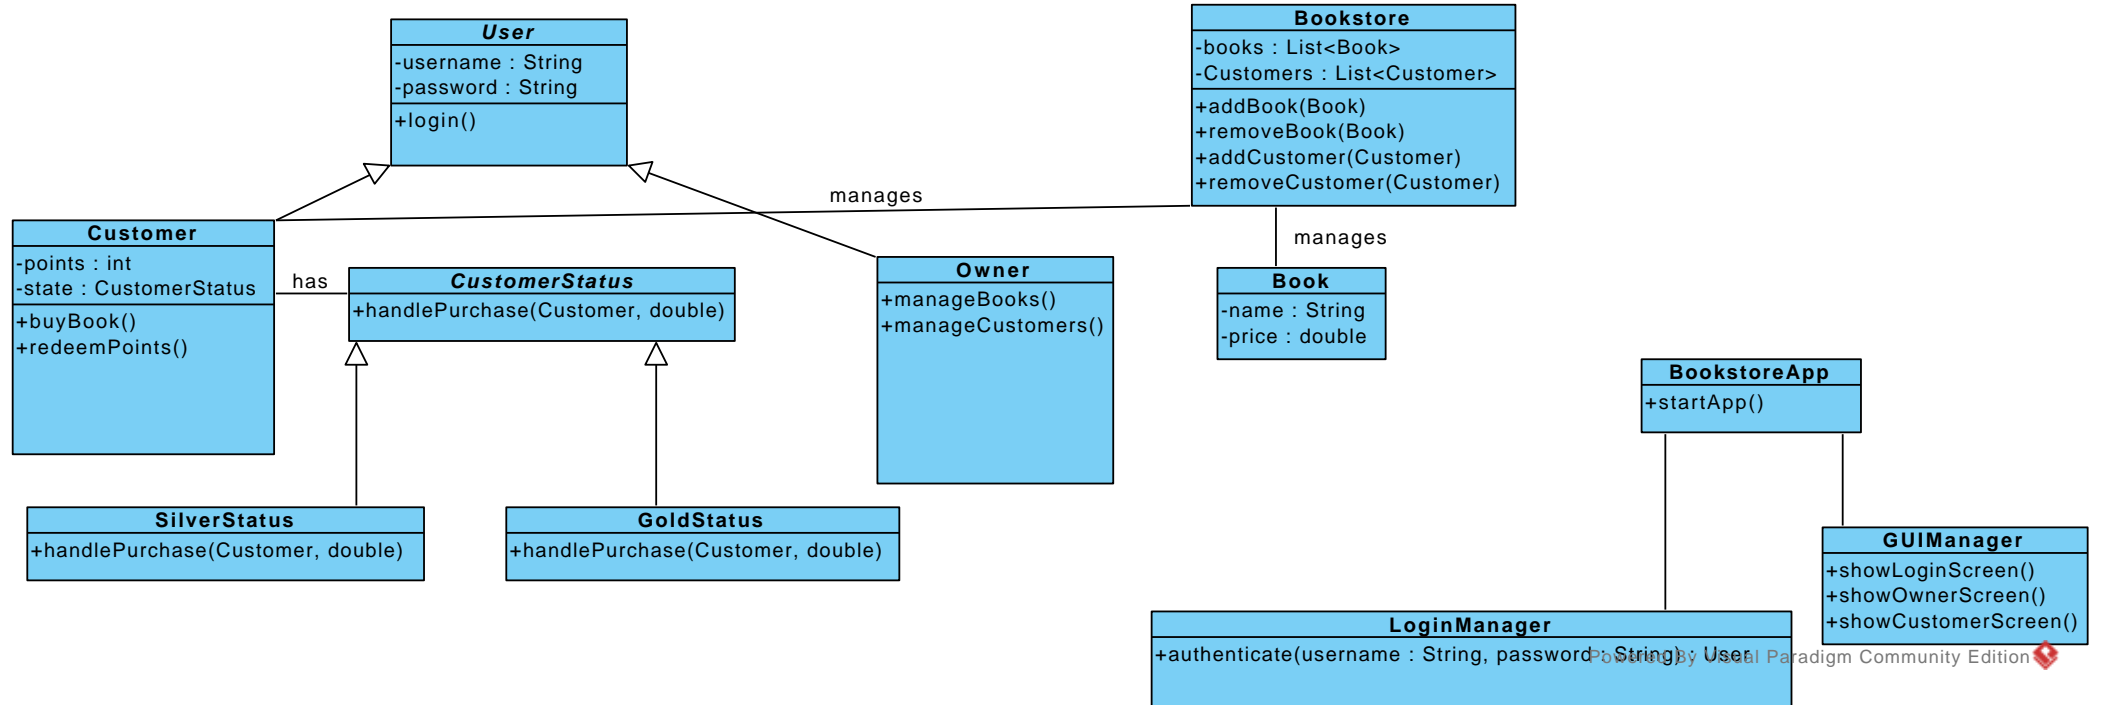 User
-username : String
-password : String
+login()
Bookstore
-books : List<Book>
-Customers : List<Customer>
+addBook(Book)
+removeBook(Book)
+addCustomer(Customer)
+removeCustomer(Customer)
manages
manages
Customer
-points : int
-state : CustomerStatus
+buyBook()
+redeemPoints()
has
CustomerStatus
+handlePurchase(Customer, double)
Owner
+manageBooks()
+manageCustomers()
Book
-name : String
-price : double
BookstoreApp
+startApp()
SilverStatus
+handlePurchase(Customer, double)
GoldStatus
+handlePurchase(Customer, double)
GUIManager
+showLoginScreen()
+showOwnerScreen()
+showCustomerScreen()
LoginManager
+authenticate(username : String, password : String) : User
Powered By Visual Paradigm Community Edition